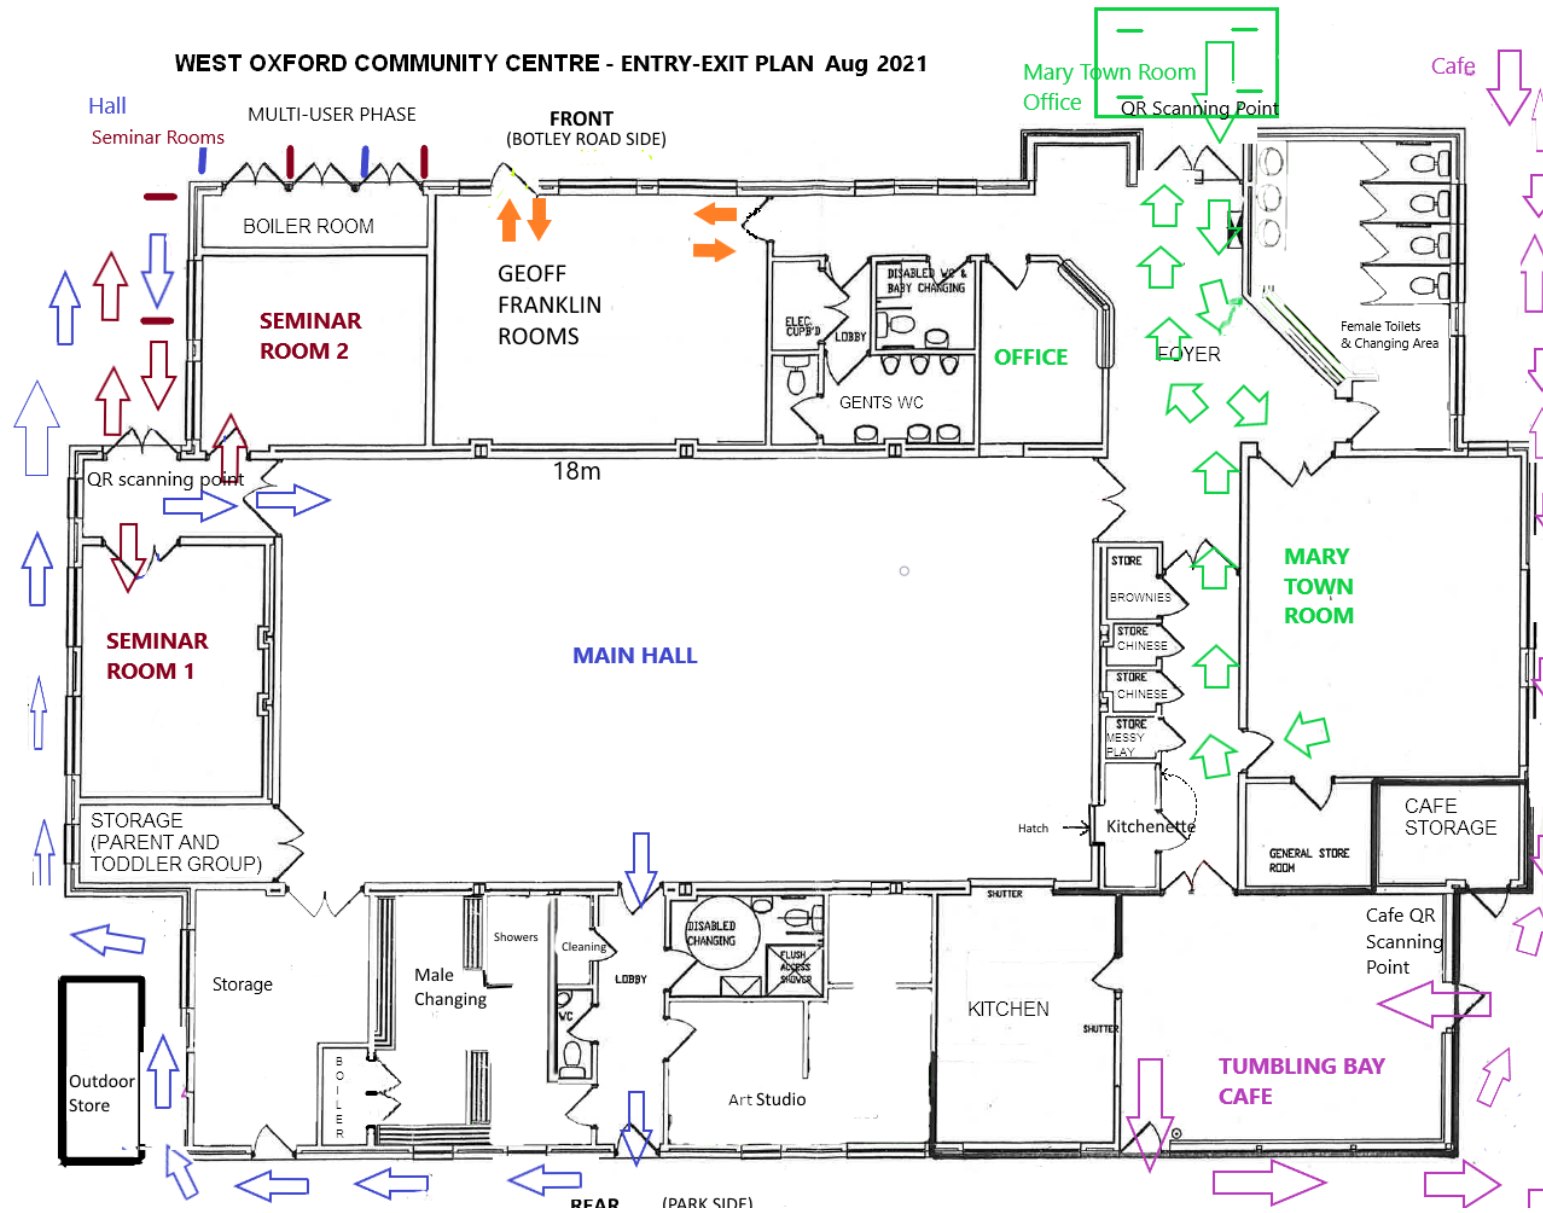 WEST OXFORD COMMUNITY CENTRE - ENTRY-EXIT PLAN Aug 2021
Mary Town Room
Office
QR Scanning Point
Cafe
Hall
Seminar Rooms
MULTI-USER PHASE
FRONT
(BOTLEY ROAD SIDE)
BOILER ROOM
SEMINAR
ROOM 2
GEOFF
FRANKLIN
ROOMS
ELEC.
CUPB'D
LOBBY
DISABLED WC &
BABY CHANGING
GENTS WC
OFFICE
FOYER
Female Toilets
& Changing Area
QR scanning point
18m
SEMINAR
ROOM 1
MAIN HALL
STORE
BROWNIES
STORE
CHINESE
STORE
CHINESE
STORE
MESSY
PLAY
MARY
TOWN
ROOM
STORAGE
(PARENT AND
TODDLER GROUP)
Hatch
Kitchenette
GENERAL STORE
ROOM
CAFE
STORAGE
SHUTTER
Storage
Male
Changing
Showers
Cleaning
WC
LOBBY
DISABLED
CHANGING
FLUSH
ACCESS
SHOWER
KITCHEN
SHUTTER
Cafe QR
Scanning
Point
TUMBLING BAY
CAFE
Outdoor
Store
BOILER
Art Studio
REAR
(PARK SIDE)